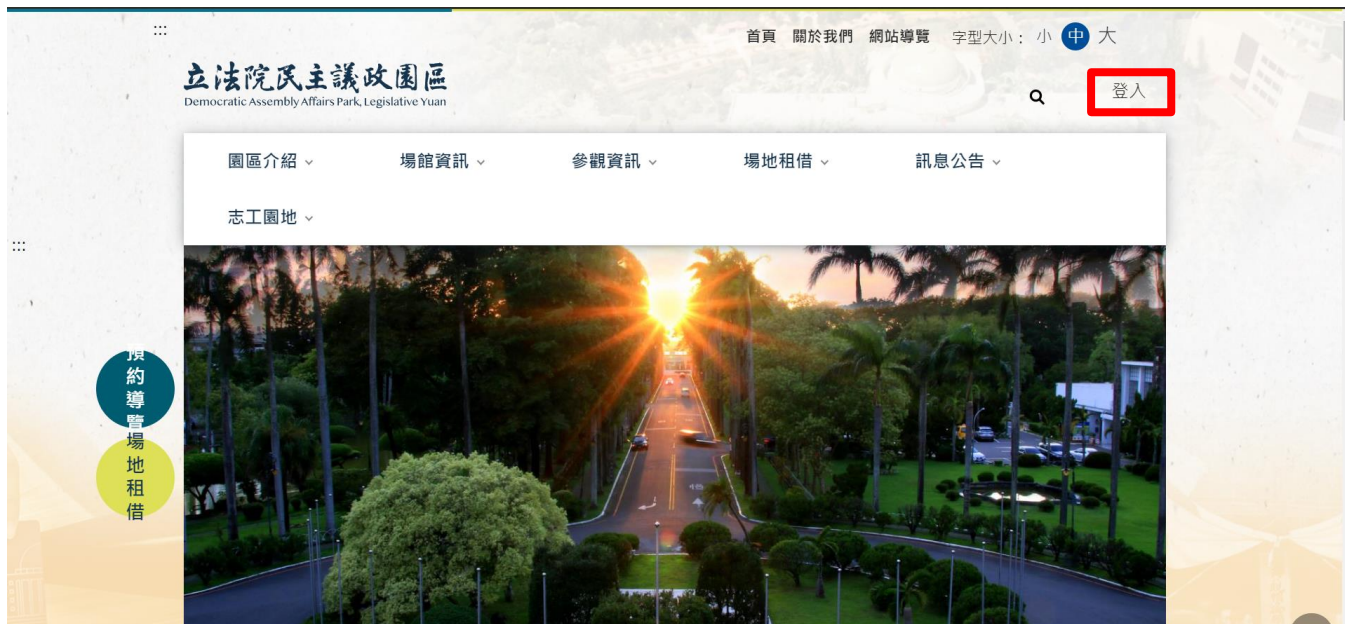 :::
首頁 關於我們 網站導覽 字型大小： 小 中 大
立法院民主議政園區
Democratic Assembly Affairs Park, Legislative Yuan
登入
園區介紹 場館資訊 參觀資訊 場地租借 訊息公告
志工園地
:::
預約導覽
場地租借